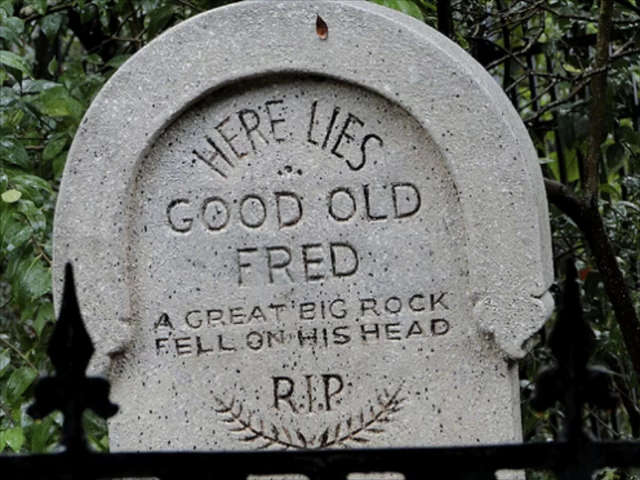 HERE LIES
GOOD OLD
FRED
A GREAT BIG ROCK
FELL ON HIS HEAD
R.I.P.